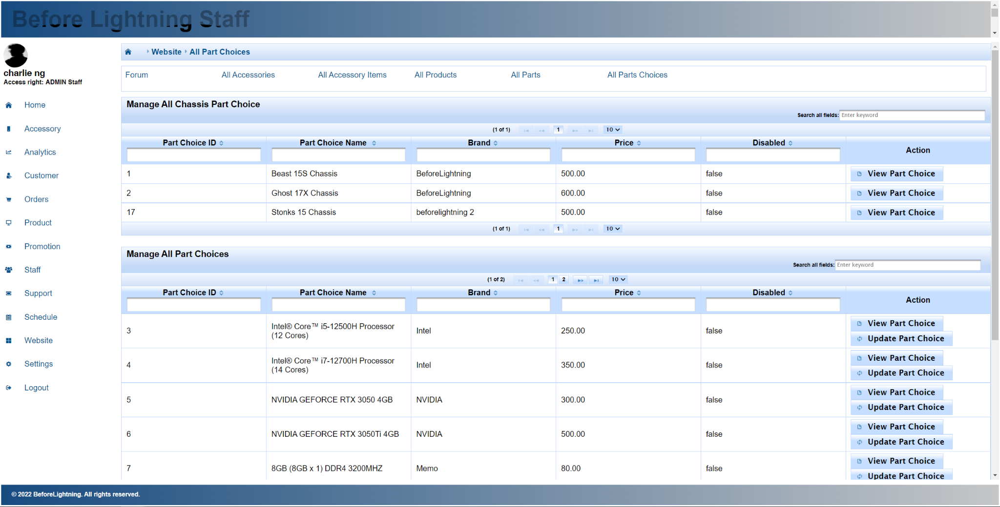 Before Lightning Staff
charlie ng
Access right: ADMIN Staff
Home
Accessory
Analytics
Customer
Orders
Product
Promotion
Staff
Support
Schedule
Website
Settings
Logout
Website All Part Choices
Forum All Accessories All Accessory Items All Products All Parts All Parts Choices
Manage All Chassis Part Choice
Search all fields: Enter keyword
(1 of 1) 1 10
Part Choice ID Part Choice Name Brand Price Disabled Action
1 Beast 15S Chassis BeforeLightning 500.00 false View Part Choice
2 Ghost 17X Chassis BeforeLightning 600.00 false View Part Choice
17 Stonks 15 Chassis beforelightning 2 500.00 false View Part Choice
(1 of 1) 1 10
Manage All Part Choices
Search all fields: Enter keyword
(1 of 2) 1 2 10
Part Choice ID Part Choice Name Brand Price Disabled Action
3 Intel® Core™ i5-12500H Processor (12 Cores) Intel 250.00 false View Part Choice
Update Part Choice
4 Intel® Core™ i7-12700H Processor (14 Cores) Intel 350.00 false View Part Choice
Update Part Choice
5 NVIDIA GEFORCE RTX 3050 4GB NVIDIA 300.00 false View Part Choice
Update Part Choice
6 NVIDIA GEFORCE RTX 3050Ti 4GB NVIDIA 500.00 false View Part Choice
Update Part Choice
7 8GB (8GB x 1) DDR4 3200MHZ Memo 80.00 false View Part Choice
Update Part Choice
© 2022 BeforeLightning. All rights reserved.